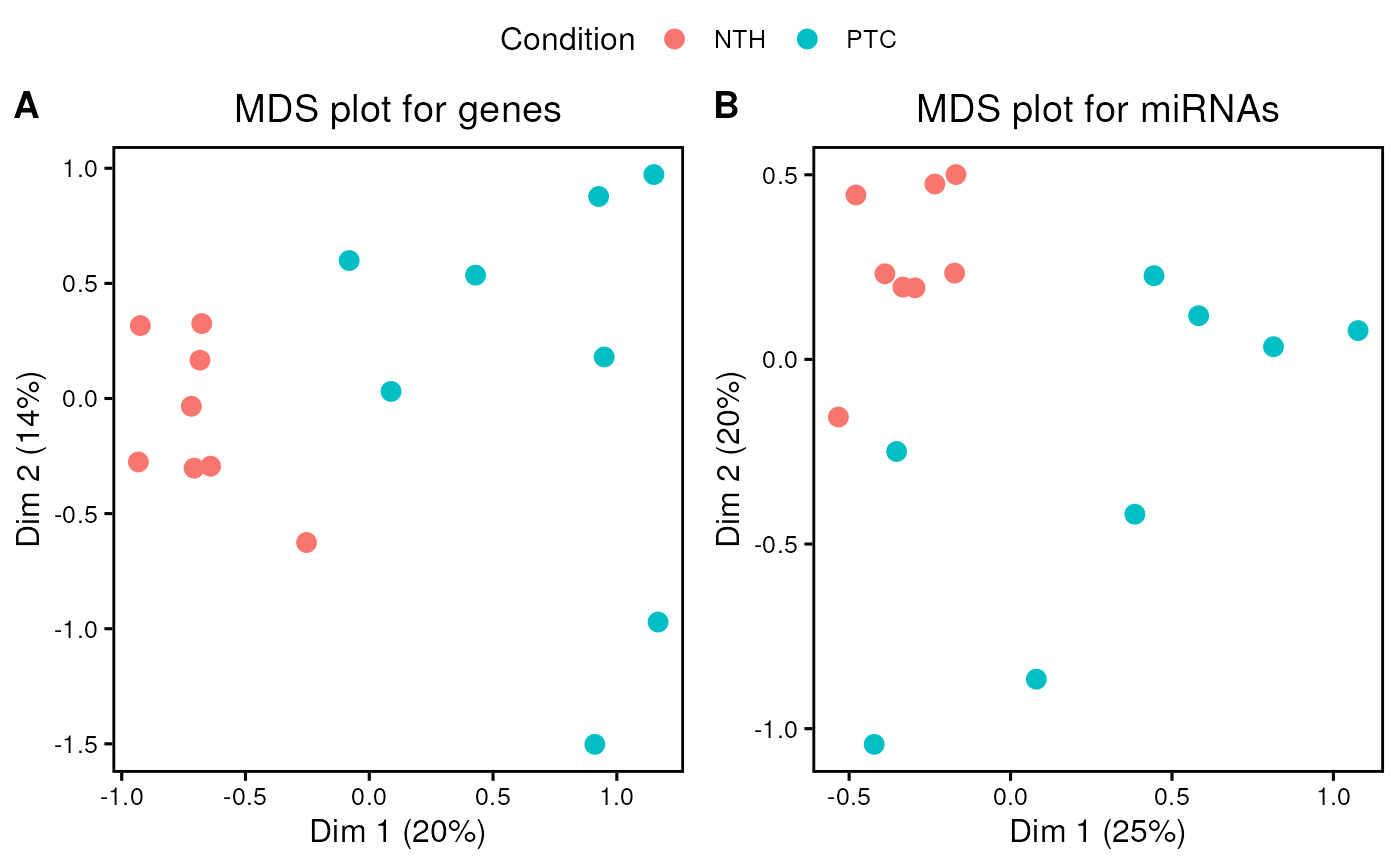 Condition NTH PTC
A MDS plot for genes
1.0
0.5
0.0
-0.5
-1.0
-1.5
Dim 2 (14%)
-1.0 -0.5 0.0 0.5 1.0
Dim 1 (20%)
B MDS plot for miRNAs
0.5
0.0
-0.5
-1.0
Dim 2 (20%)
-0.5 0.0 0.5 1.0
Dim 1 (25%)